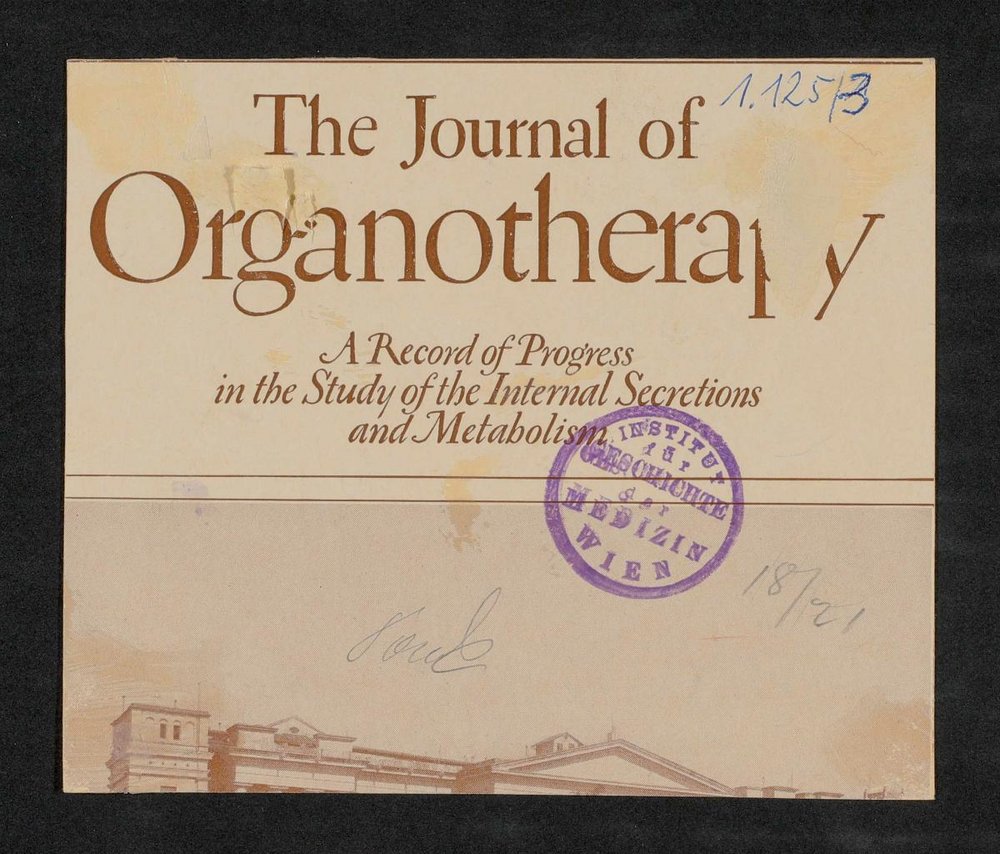 1.125/3
The Journal of
Organotherapy
A Record of Progress
in the Study of the Internal Secretions
and Metabolism
INSTITUT
für
GESCHICHTE
der
MEDIZIN
WIEN
18/